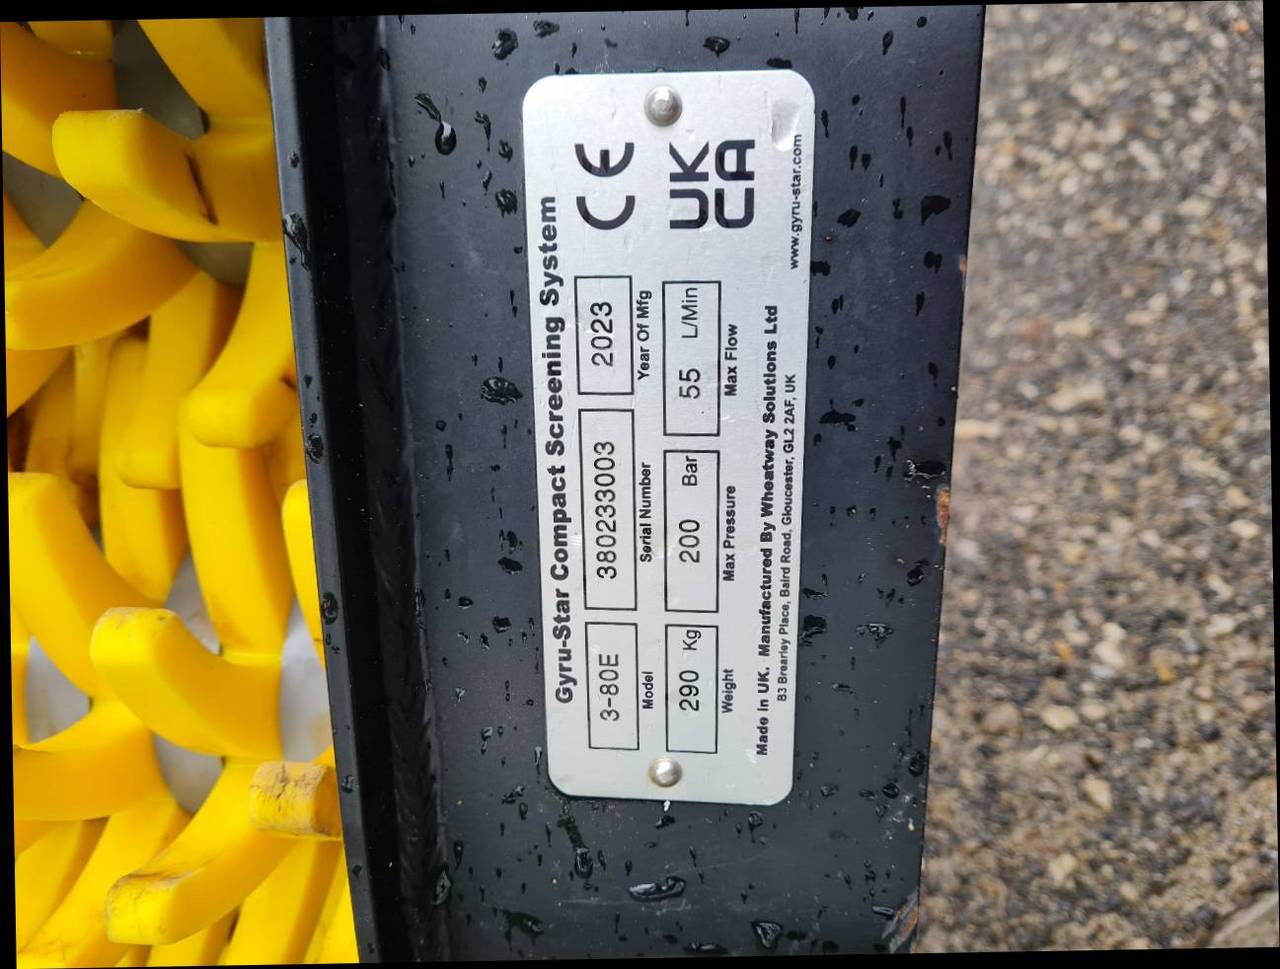 Gyru-Star Compact Screening System
3-80E 380233003 2023 CE
Model Serial Number Year Of Mfg
290 Kg 200 Bar 55 L/Min UK CA
Weight Max Pressure Max Flow
Made in UK. Manufactured By Wheatway Solutions Ltd
B3 Brearley Place, Baird Road, Gloucester, GL2 2AF, UK
www.gyru-star.com